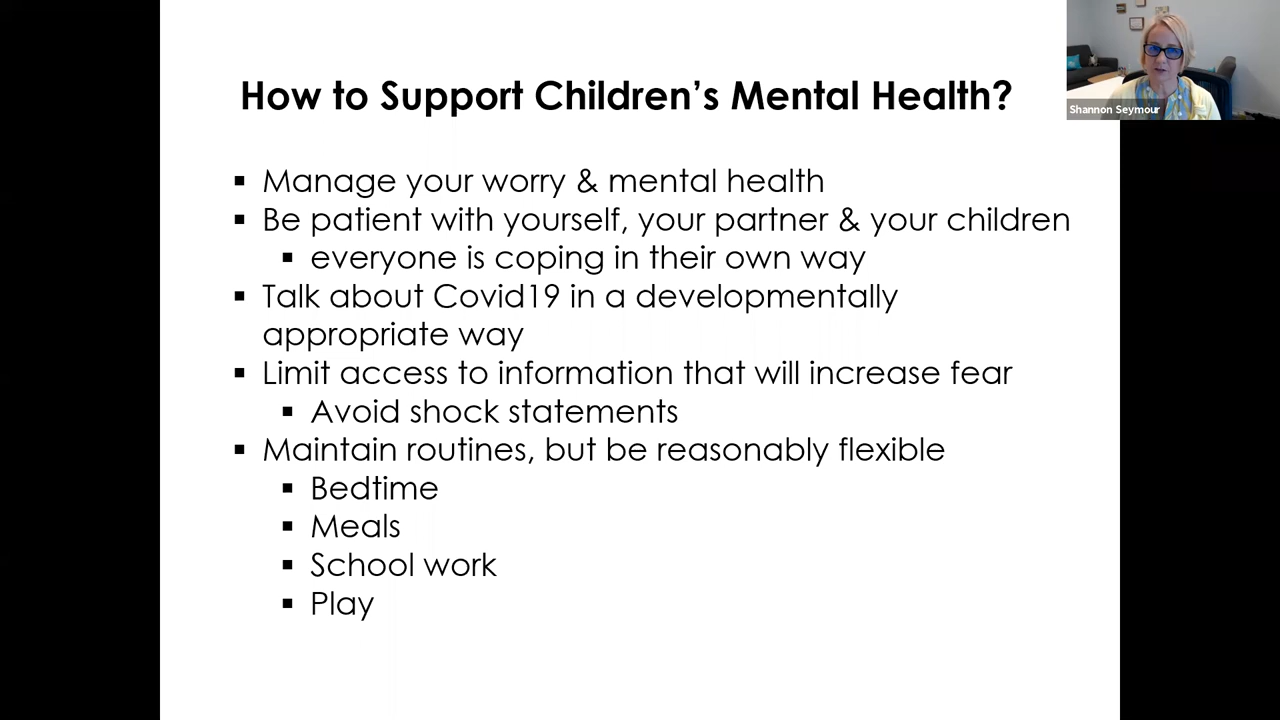 How to Support Children's Mental Health?
Shannon Seymour
▪ Manage your worry & mental health
▪ Be patient with yourself, your partner & your children
▪ everyone is coping in their own way
▪ Talk about Covid19 in a developmentally
appropriate way
▪ Limit access to information that will increase fear
▪ Avoid shock statements
▪ Maintain routines, but be reasonably flexible
▪ Bedtime
▪ Meals
▪ School work
▪ Play